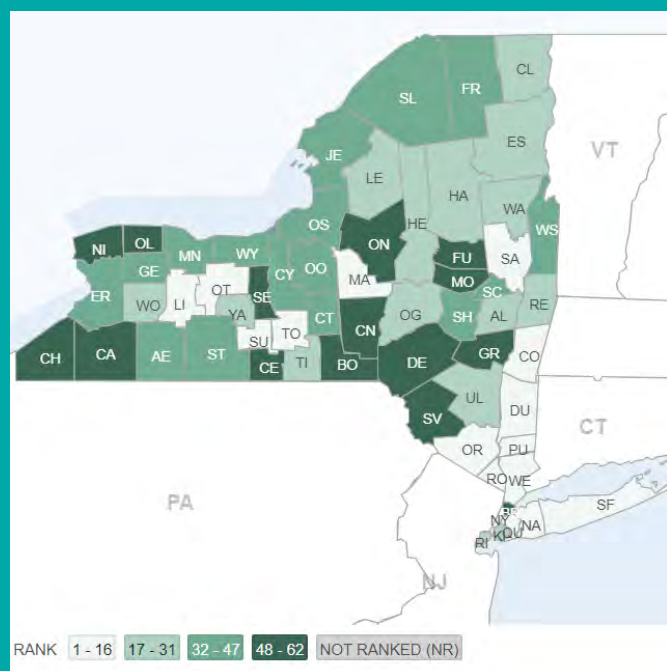 CL
FR
SL
ES
VT
JE
LE
HA
HE
WA
OS
WS
ON
NI
OL
FU
SA
MN
WY
CY
OO
GE
MO
MA
SC
ER
OT
SE
LI
WO
RE
YA
CT
OG
SH
AL
TO
CN
SU
GR
CH
CA
AE
ST
CE
TI
BO
DE
CO
UL
DU
SV
CT
OR
PU
RO
WE
PA
SF
NY
NA
QU
RI
NJ
RANK 1 - 16 17 - 31 32 - 47 48 - 62 NOT RANKED (NR)